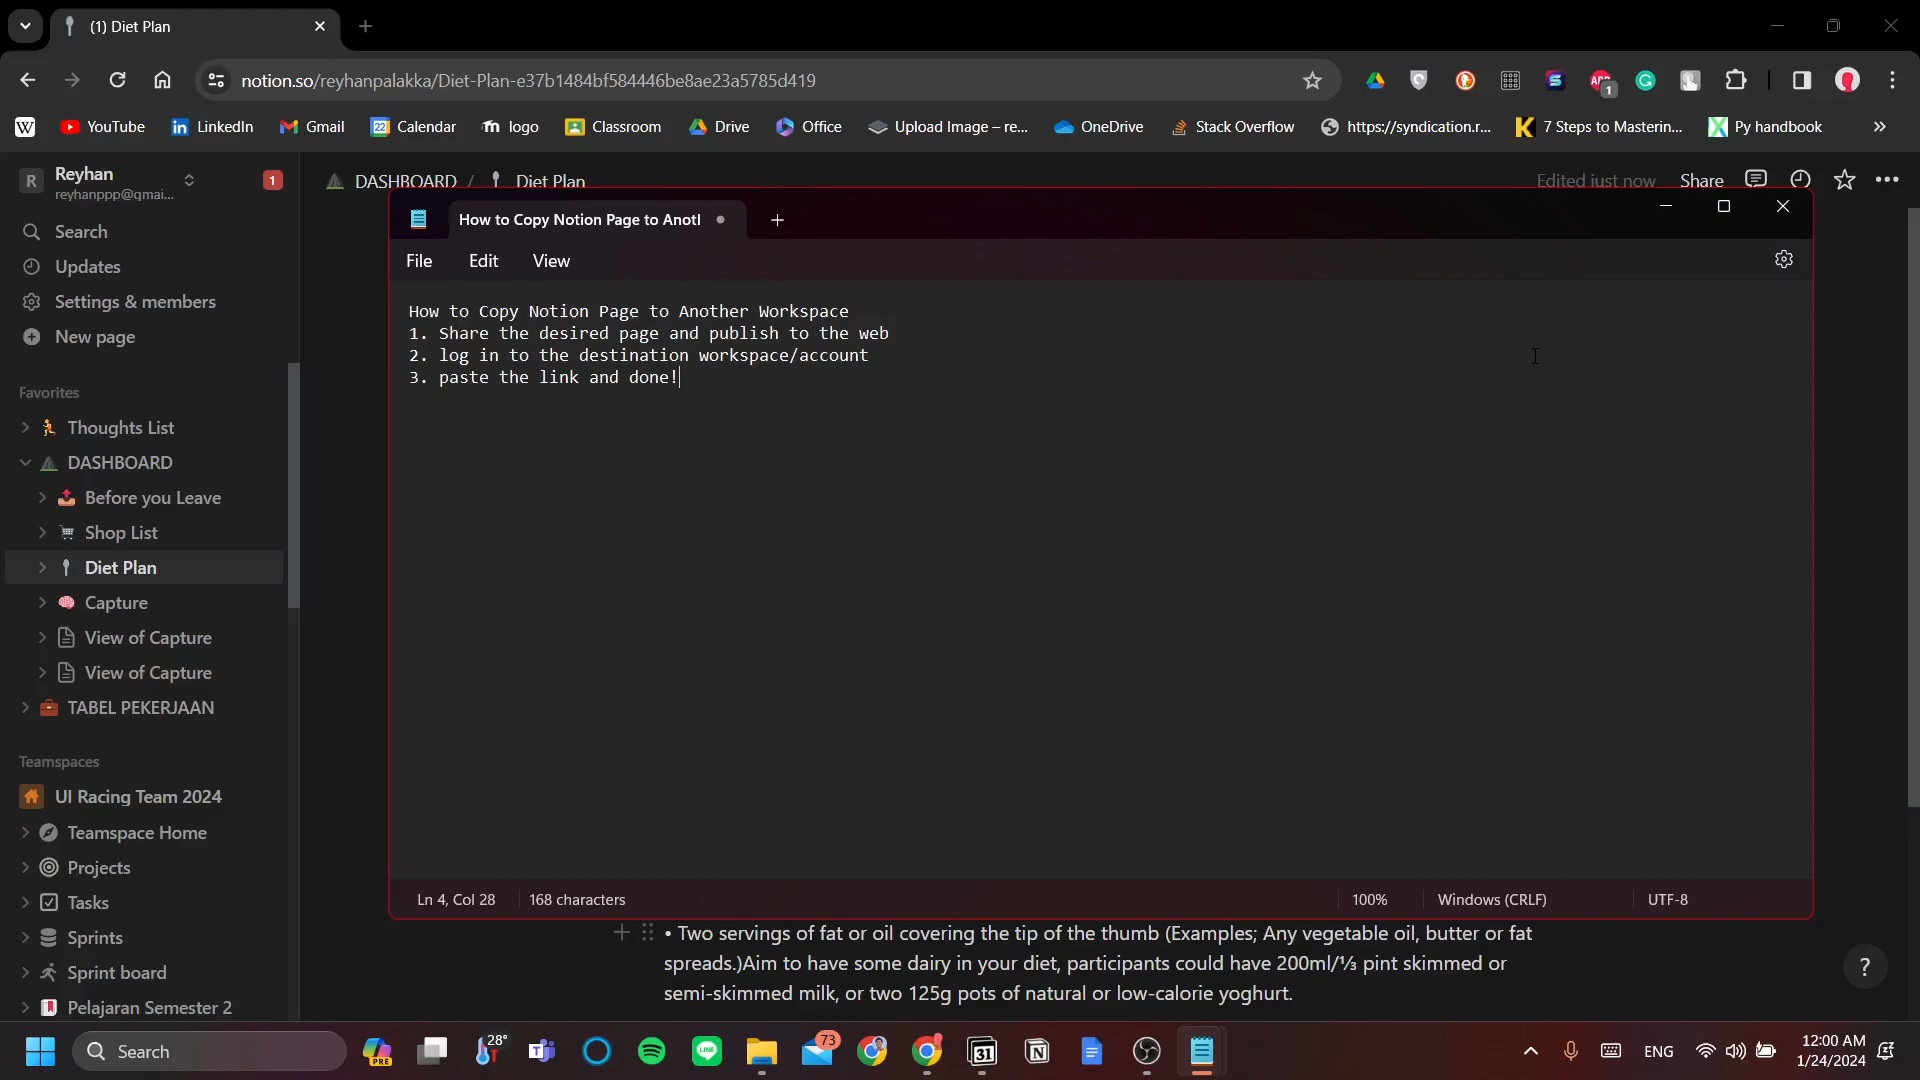 (1) Diet Plan
notion.so/reyhanpalakka/Diet-Plan-e37b1484bf584446be8ae23a5785d419
1
YouTube LinkedIn Gmail 22 Calendar logo Classroom Drive Office Upload Image – re... OneDrive Stack Overflow https://syndication.r... 7 Steps to Masterin... Py handbook
R Reyhan 1
reyhanppp@gmai...
DASHBOARD / Diet Plan Edited just now Share
Search
Updates
Settings & members
New page
Favorites
Thoughts List
DASHBOARD
Before you Leave
Shop List
Diet Plan
Capture
View of Capture
View of Capture
TABEL PEKERJAAN
Teamspaces
UI Racing Team 2024
Teamspace Home
Projects
Tasks
Sprints
Sprint board
Pelajaran Semester 2
How to Copy Notion Page to Anotl
File Edit View
How to Copy Notion Page to Another Workspace
1. Share the desired page and publish to the web
2. log in to the destination workspace/account
3. paste the link and done!
Ln 4, Col 28 168 characters 100% Windows (CRLF) UTF-8
• Two servings of fat or oil covering the tip of the thumb (Examples; Any vegetable oil, butter or fat
spreads.)Aim to have some dairy in your diet, participants could have 200ml/⅓ pint skimmed or
semi-skimmed milk, or two 125g pots of natural or low-calorie yoghurt.
?
Search PRE 28° 73 31 ENG 12:00 AM
1/24/2024